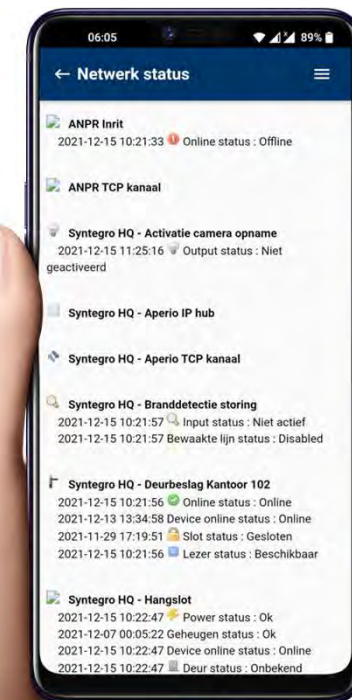 06:05
89%
← Netwerk status
ANPR Inrit
2021-12-15 10:21:33 Online status : Offline
ANPR TCP kanaal
Syntegro HQ - Activatie camera opname
2021-12-15 11:25:16 Output status : Niet
geactiveerd
Syntegro HQ - Aperio IP hub
Syntegro HQ - Aperio TCP kanaal
Syntegro HQ - Branddetectie storing
2021-12-15 10:21:57 Input status : Niet actief
2021-12-15 10:21:57 Bewaakte lijn status : Disabled
Syntegro HQ - Deurbeslag Kantoor 102
2021-12-15 10:21:56 Online status : Online
2021-12-13 13:34:58 Device online status : Online
2021-11-29 17:19:51 Slot status : Gesloten
2021-12-15 10:21:56 Lezer status : Beschikbaar
Syntegro HQ - Hangslot
2021-12-15 10:22:47 Power status : Ok
2021-12-07 00:05:22 Geheugen status : Ok
2021-12-15 10:22:47 Device online status : Online
2021-12-15 10:22:47 Deur status : Onbekend